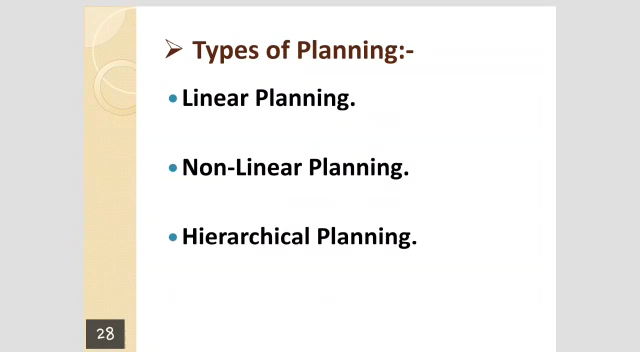 ➢ Types of Planning:-
• Linear Planning.
• Non-Linear Planning.
• Hierarchical Planning.
28